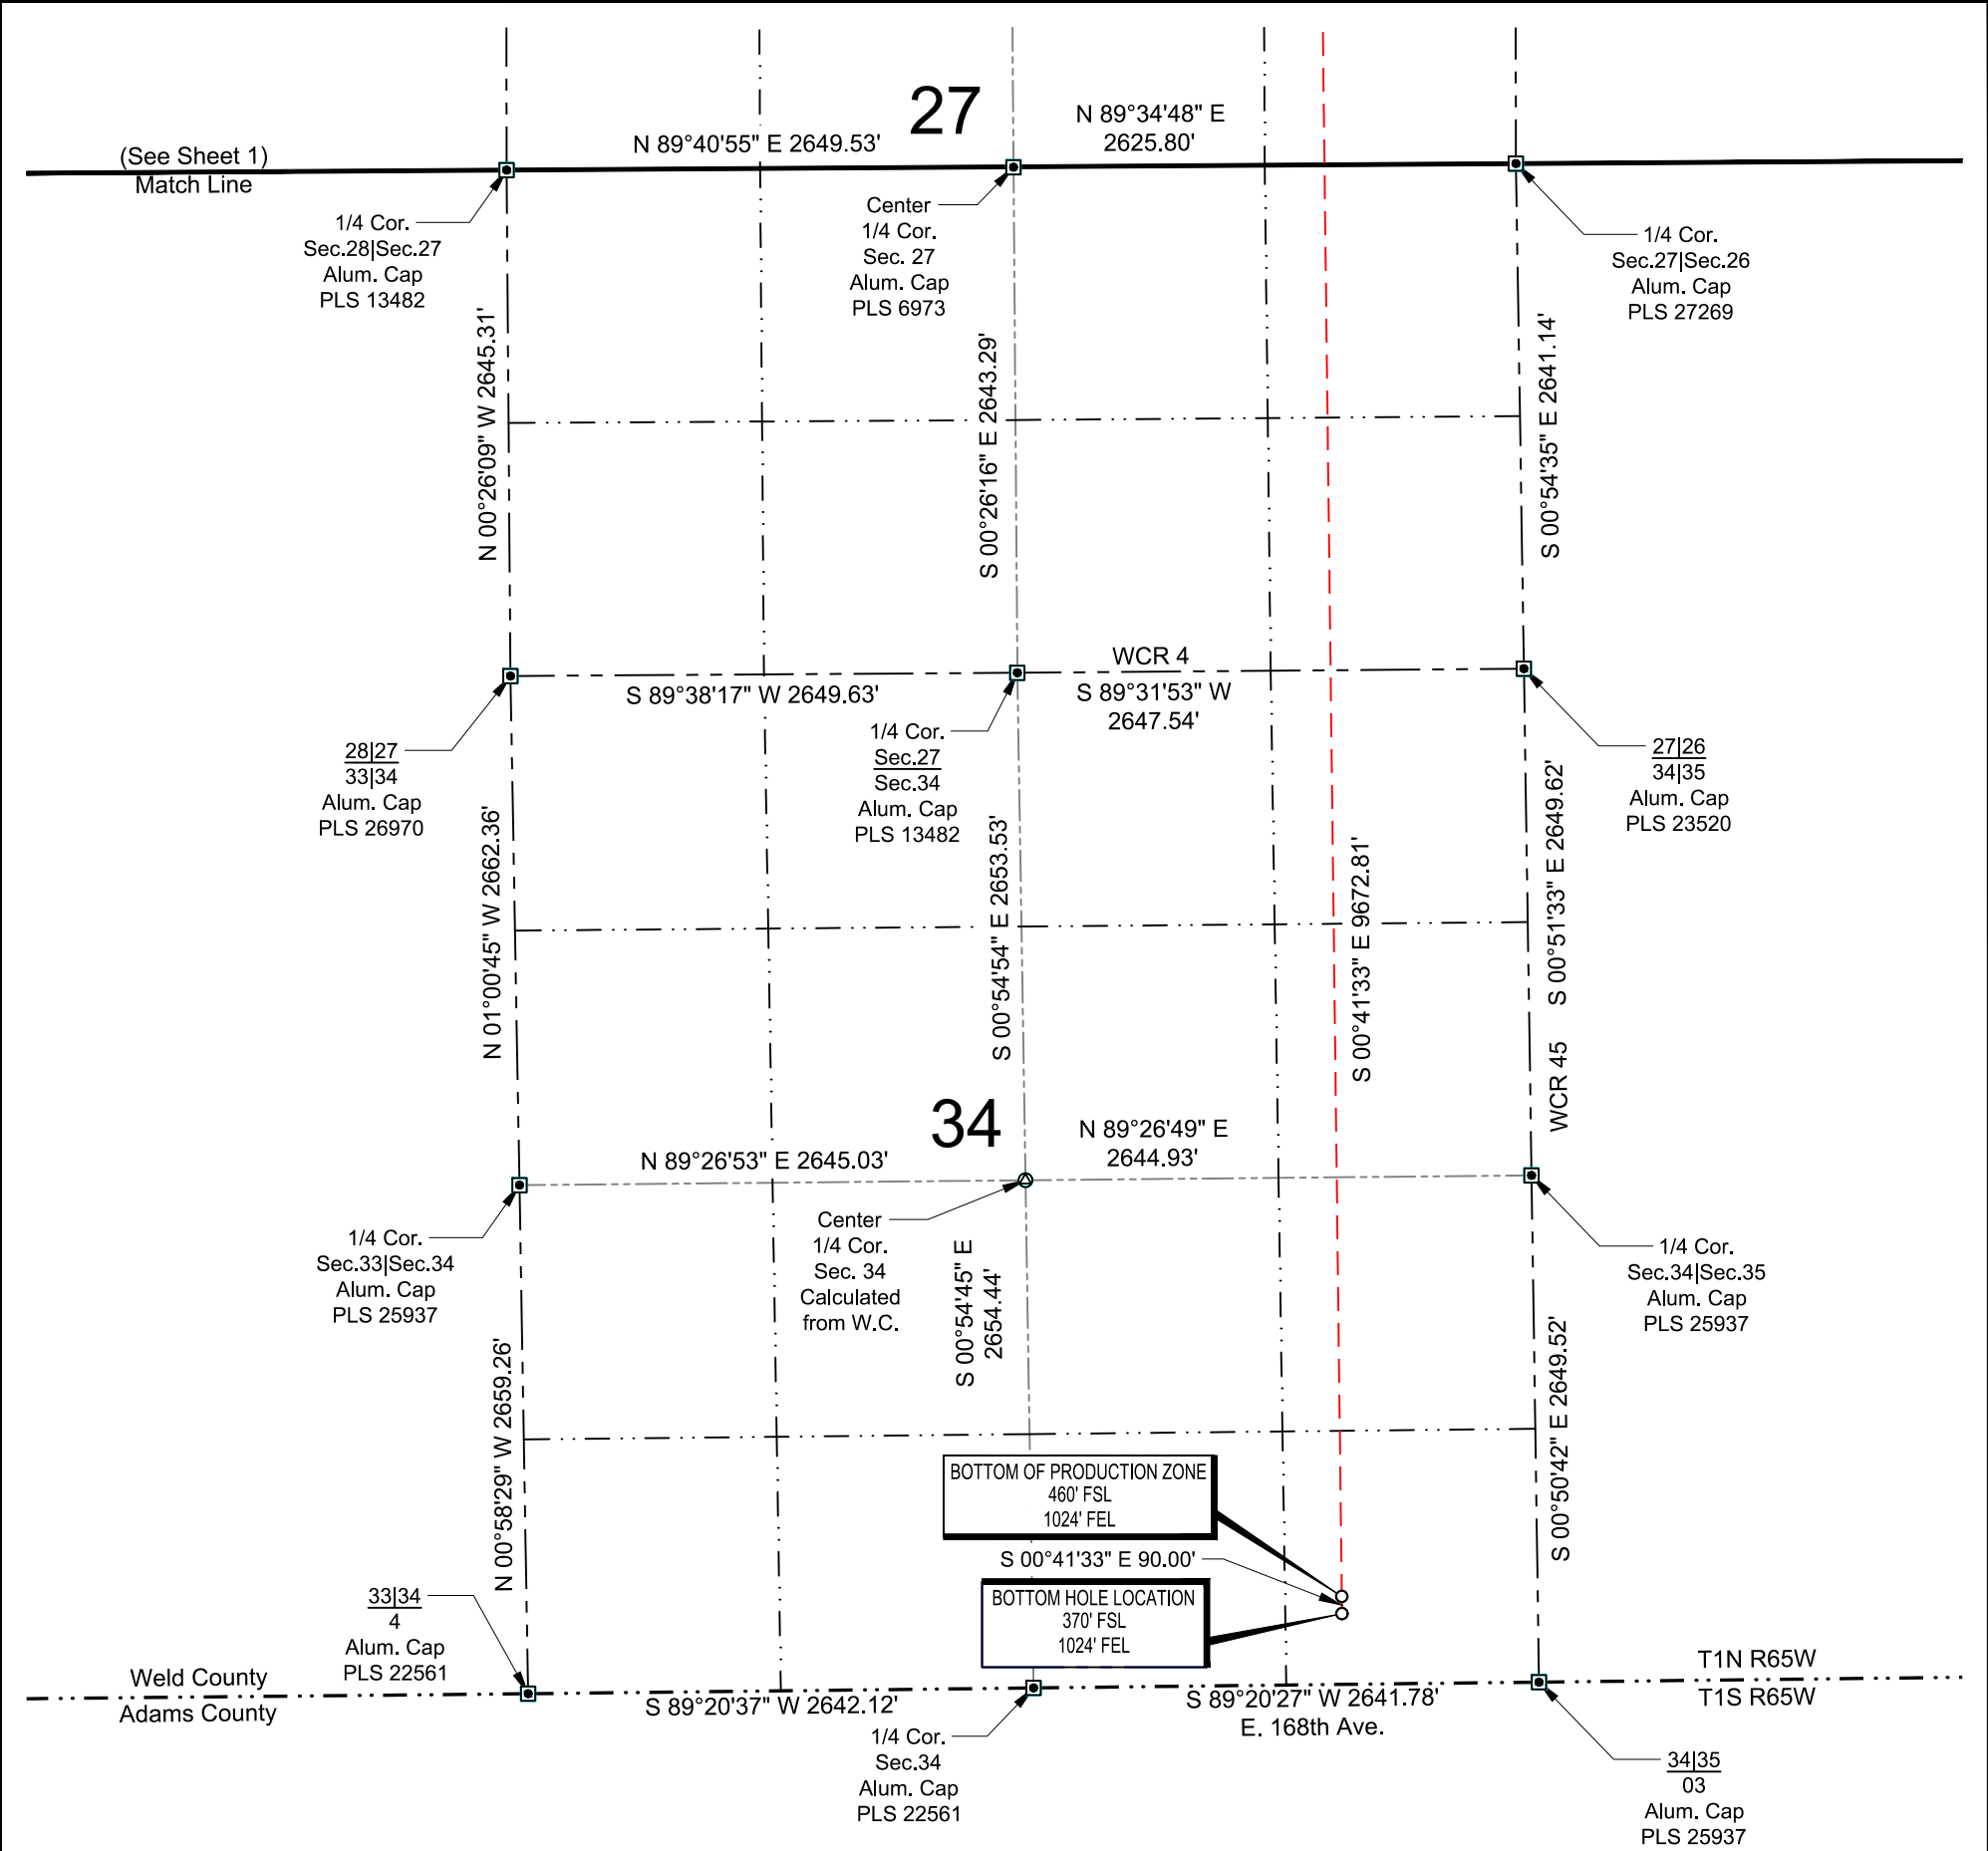 27
N 89°34'48" E
2625.80'
N 89°40'55" E 2649.53'
(See Sheet 1)
Match Line
1/4 Cor.
Sec.28|Sec.27
Alum. Cap
PLS 13482
Center
1/4 Cor.
Sec. 27
Alum. Cap
PLS 6973
1/4 Cor.
Sec.27|Sec.26
Alum. Cap
PLS 27269
N 00°26'09" W 2645.31'
S 00°26'16" E 2643.29'
S 00°54'35" E 2641.14'
WCR 4
S 89°38'17" W 2649.63'
S 89°31'53" W
2647.54'
28|27
33|34
Alum. Cap
PLS 26970
1/4 Cor.
Sec.27
Sec.34
Alum. Cap
PLS 13482
27|26
34|35
Alum. Cap
PLS 23520
N 01°00'45" W 2662.36'
S 00°54'54" E 2653.53'
S 00°41'33" E 9672.81'
WCR 45 S 00°51'33" E 2649.62'
34
N 89°26'53" E 2645.03'
N 89°26'49" E
2644.93'
1/4 Cor.
Sec.33|Sec.34
Alum. Cap
PLS 25937
Center
1/4 Cor.
Sec. 34
Calculated
from W.C.
S 00°54'45" E
2654.44'
1/4 Cor.
Sec.34|Sec.35
Alum. Cap
PLS 25937
N 00°58'29" W 2659.26'
S 00°50'42" E 2649.52'
BOTTOM OF PRODUCTION ZONE
460' FSL
1024' FEL
S 00°41'33" E 90.00'
BOTTOM HOLE LOCATION
370' FSL
1024' FEL
33|34
4
Alum. Cap
PLS 22561
Weld County
Adams County
T1N R65W
T1S R65W
S 89°20'37" W 2642.12'
S 89°20'27" W 2641.78'
E. 168th Ave.
1/4 Cor.
Sec.34
Alum. Cap
PLS 22561
34|35
03
Alum. Cap
PLS 25937